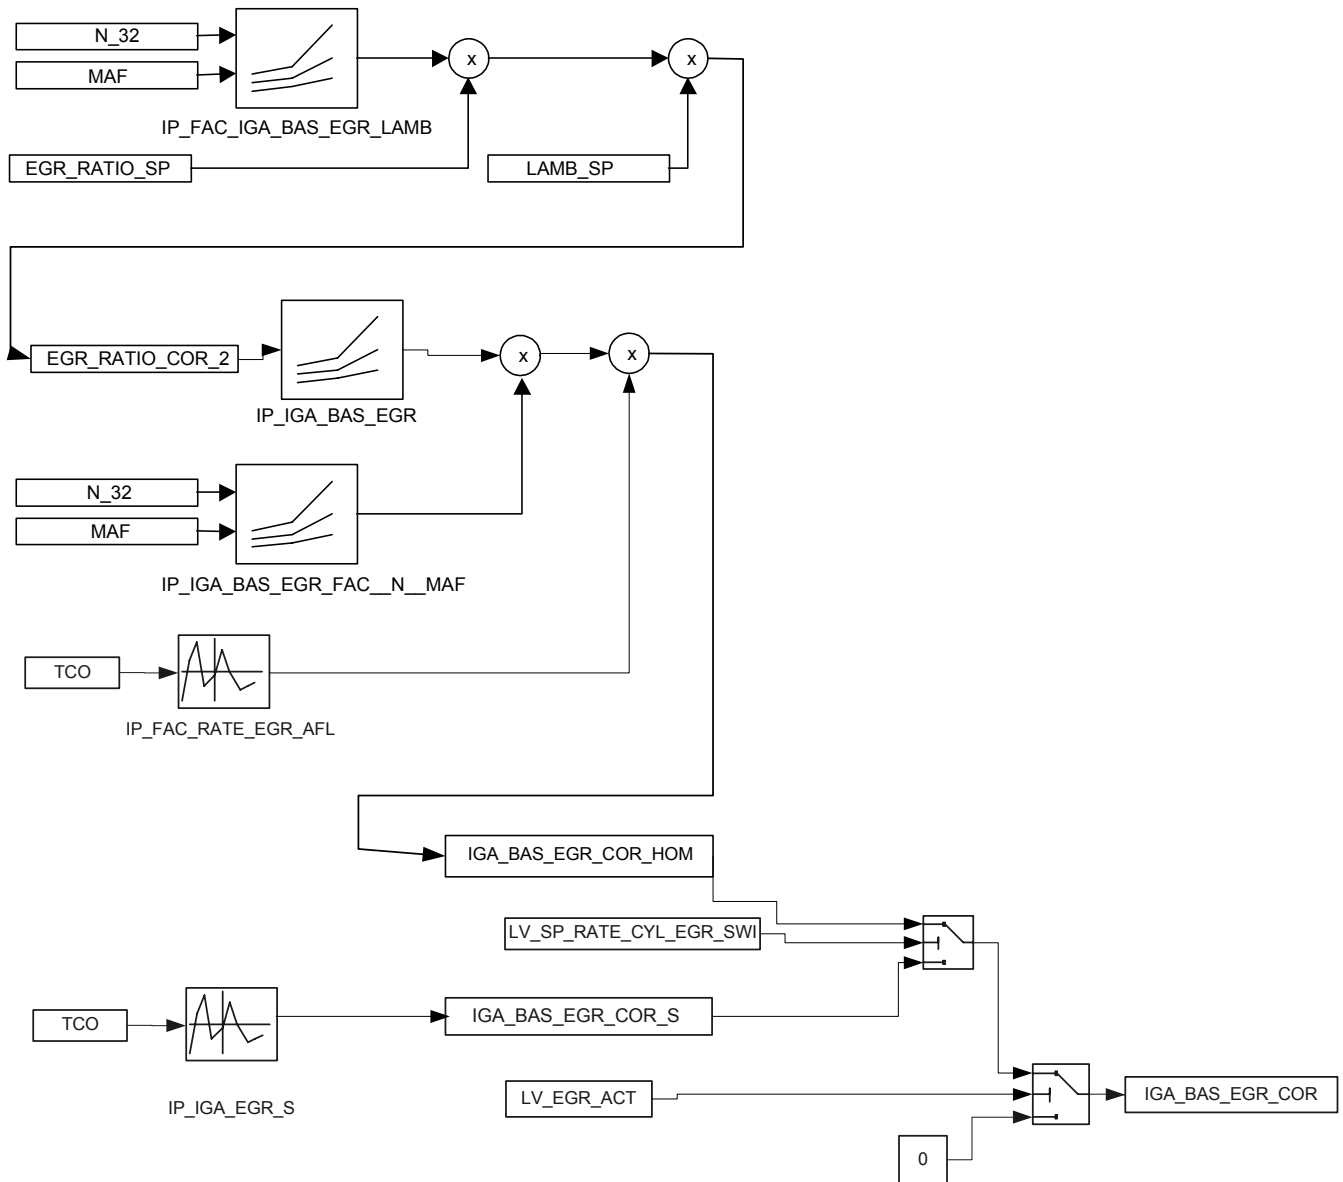 N_32
x
x
MAF
IP_FAC_IGA_BAS_EGR_LAMB
EGR_RATIO_SP
LAMB_SP
EGR_RATIO_COR_2
x
x
IP_IGA_BAS_EGR
N_32
MAF
IP_IGA_BAS_EGR_FAC__N__MAF
TCO
IP_FAC_RATE_EGR_AFL
IGA_BAS_EGR_COR_HOM
LV_SP_RATE_CYL_EGR_SWI
TCO
IGA_BAS_EGR_COR_S
IP_IGA_EGR_S
LV_EGR_ACT
IGA_BAS_EGR_COR
0